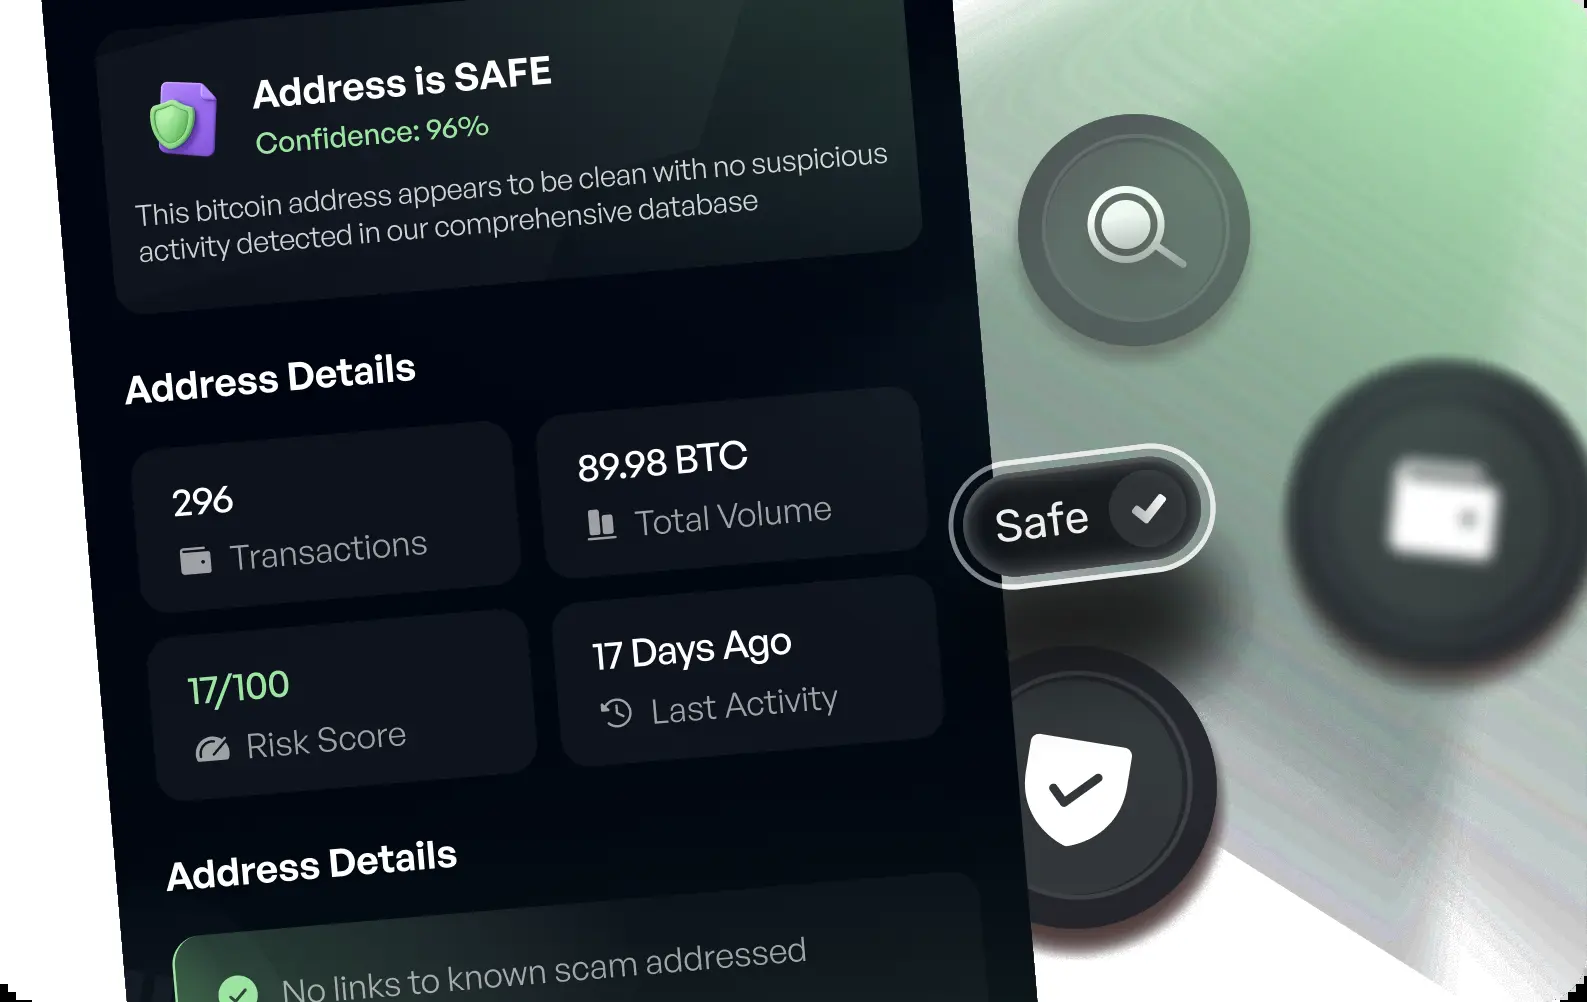 Address is SAFE
Confidence: 96%
This bitcoin address appears to be clean with no suspicious
activity detected in our comprehensive database
Address Details
296
Transactions
89.98 BTC
Total Volume
17/100
Risk Score
17 Days Ago
Last Activity
Safe
Address Details
No links to known scam addressed